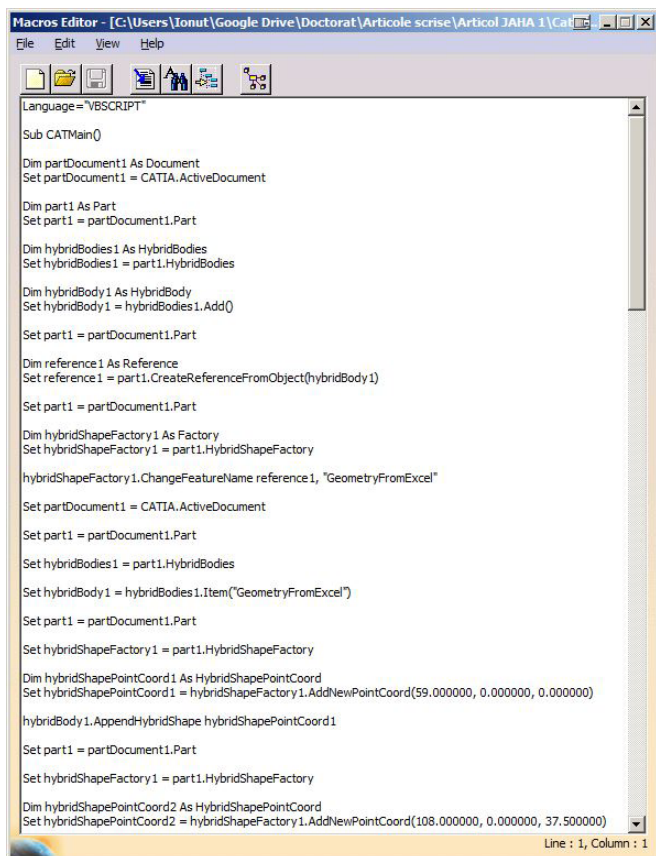 Macros Editor - [C:\Users\Ionut\Google Drive\Doctorat\Articole scrise\Articol JAHA 1\Cat
File Edit View Help
Language="VBSCRIPT"
Sub CATMain()
Dim partDocument1 As Document
Set partDocument1 = CATIA.ActiveDocument
Dim part1 As Part
Set part1 = partDocument1.Part
Dim hybridBodies1 As HybridBodies
Set hybridBodies1 = part1.HybridBodies
Dim hybridBody1 As HybridBody
Set hybridBody1 = hybridBodies1.Add()
Set part1 = partDocument1.Part
Dim reference1 As Reference
Set reference1 = part1.CreateReferenceFromObject(hybridBody1)
Set part1 = partDocument1.Part
Dim hybridShapeFactory1 As Factory
Set hybridShapeFactory1 = part1.HybridShapeFactory
hybridShapeFactory1.ChangeFeatureName reference1, "GeometryFromExcel"
Set partDocument1 = CATIA.ActiveDocument
Set part1 = partDocument1.Part
Set hybridBodies1 = part1.HybridBodies
Set hybridBody1 = hybridBodies1.Item("GeometryFromExcel")
Set part1 = partDocument1.Part
Set hybridShapeFactory1 = part1.HybridShapeFactory
Dim hybridShapePointCoord1 As HybridShapePointCoord
Set hybridShapePointCoord1 = hybridShapeFactory1.AddNewPointCoord(59.000000, 0.000000, 0.000000)
hybridBody1.AppendHybridShape hybridShapePointCoord1
Set part1 = partDocument1.Part
Set hybridShapeFactory1 = part1.HybridShapeFactory
Dim hybridShapePointCoord2 As HybridShapePointCoord
Set hybridShapePointCoord2 = hybridShapeFactory1.AddNewPointCoord(108.000000, 0.000000, 37.500000)
Line : 1, Column : 1